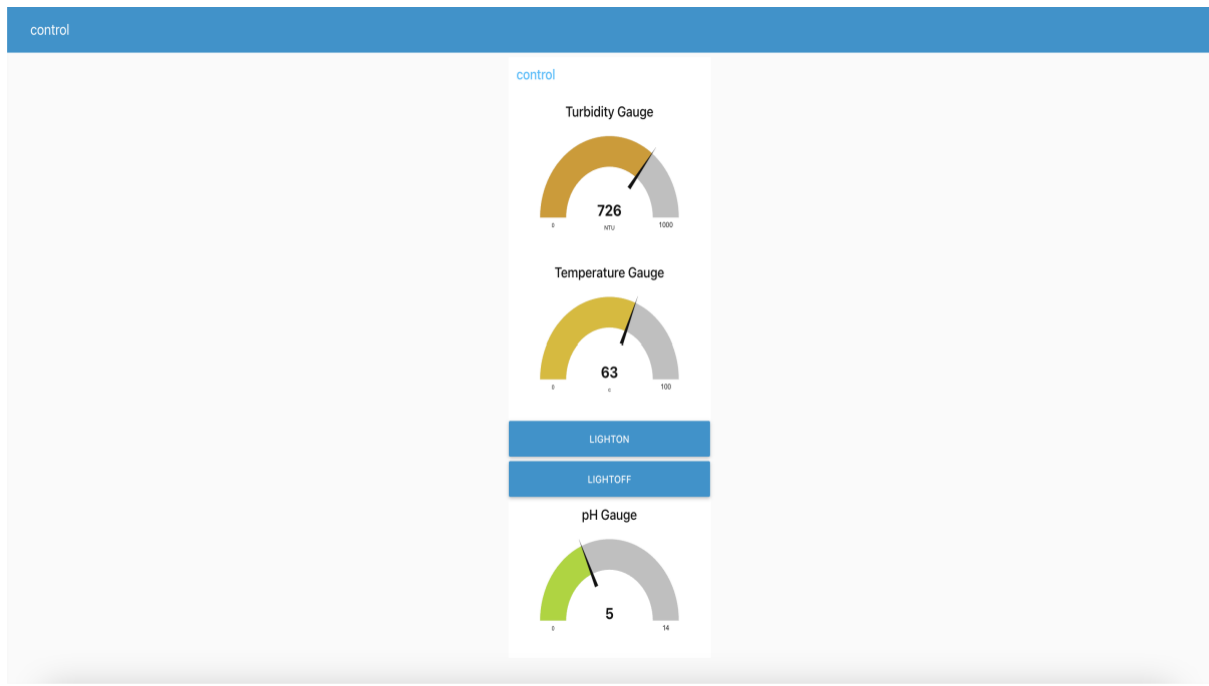 control
control
Turbidity Gauge
726
NTU
0
1000
Temperature Gauge
63
0
100
LIGHTON
LIGHTOFF
pH Gauge
5
0
14